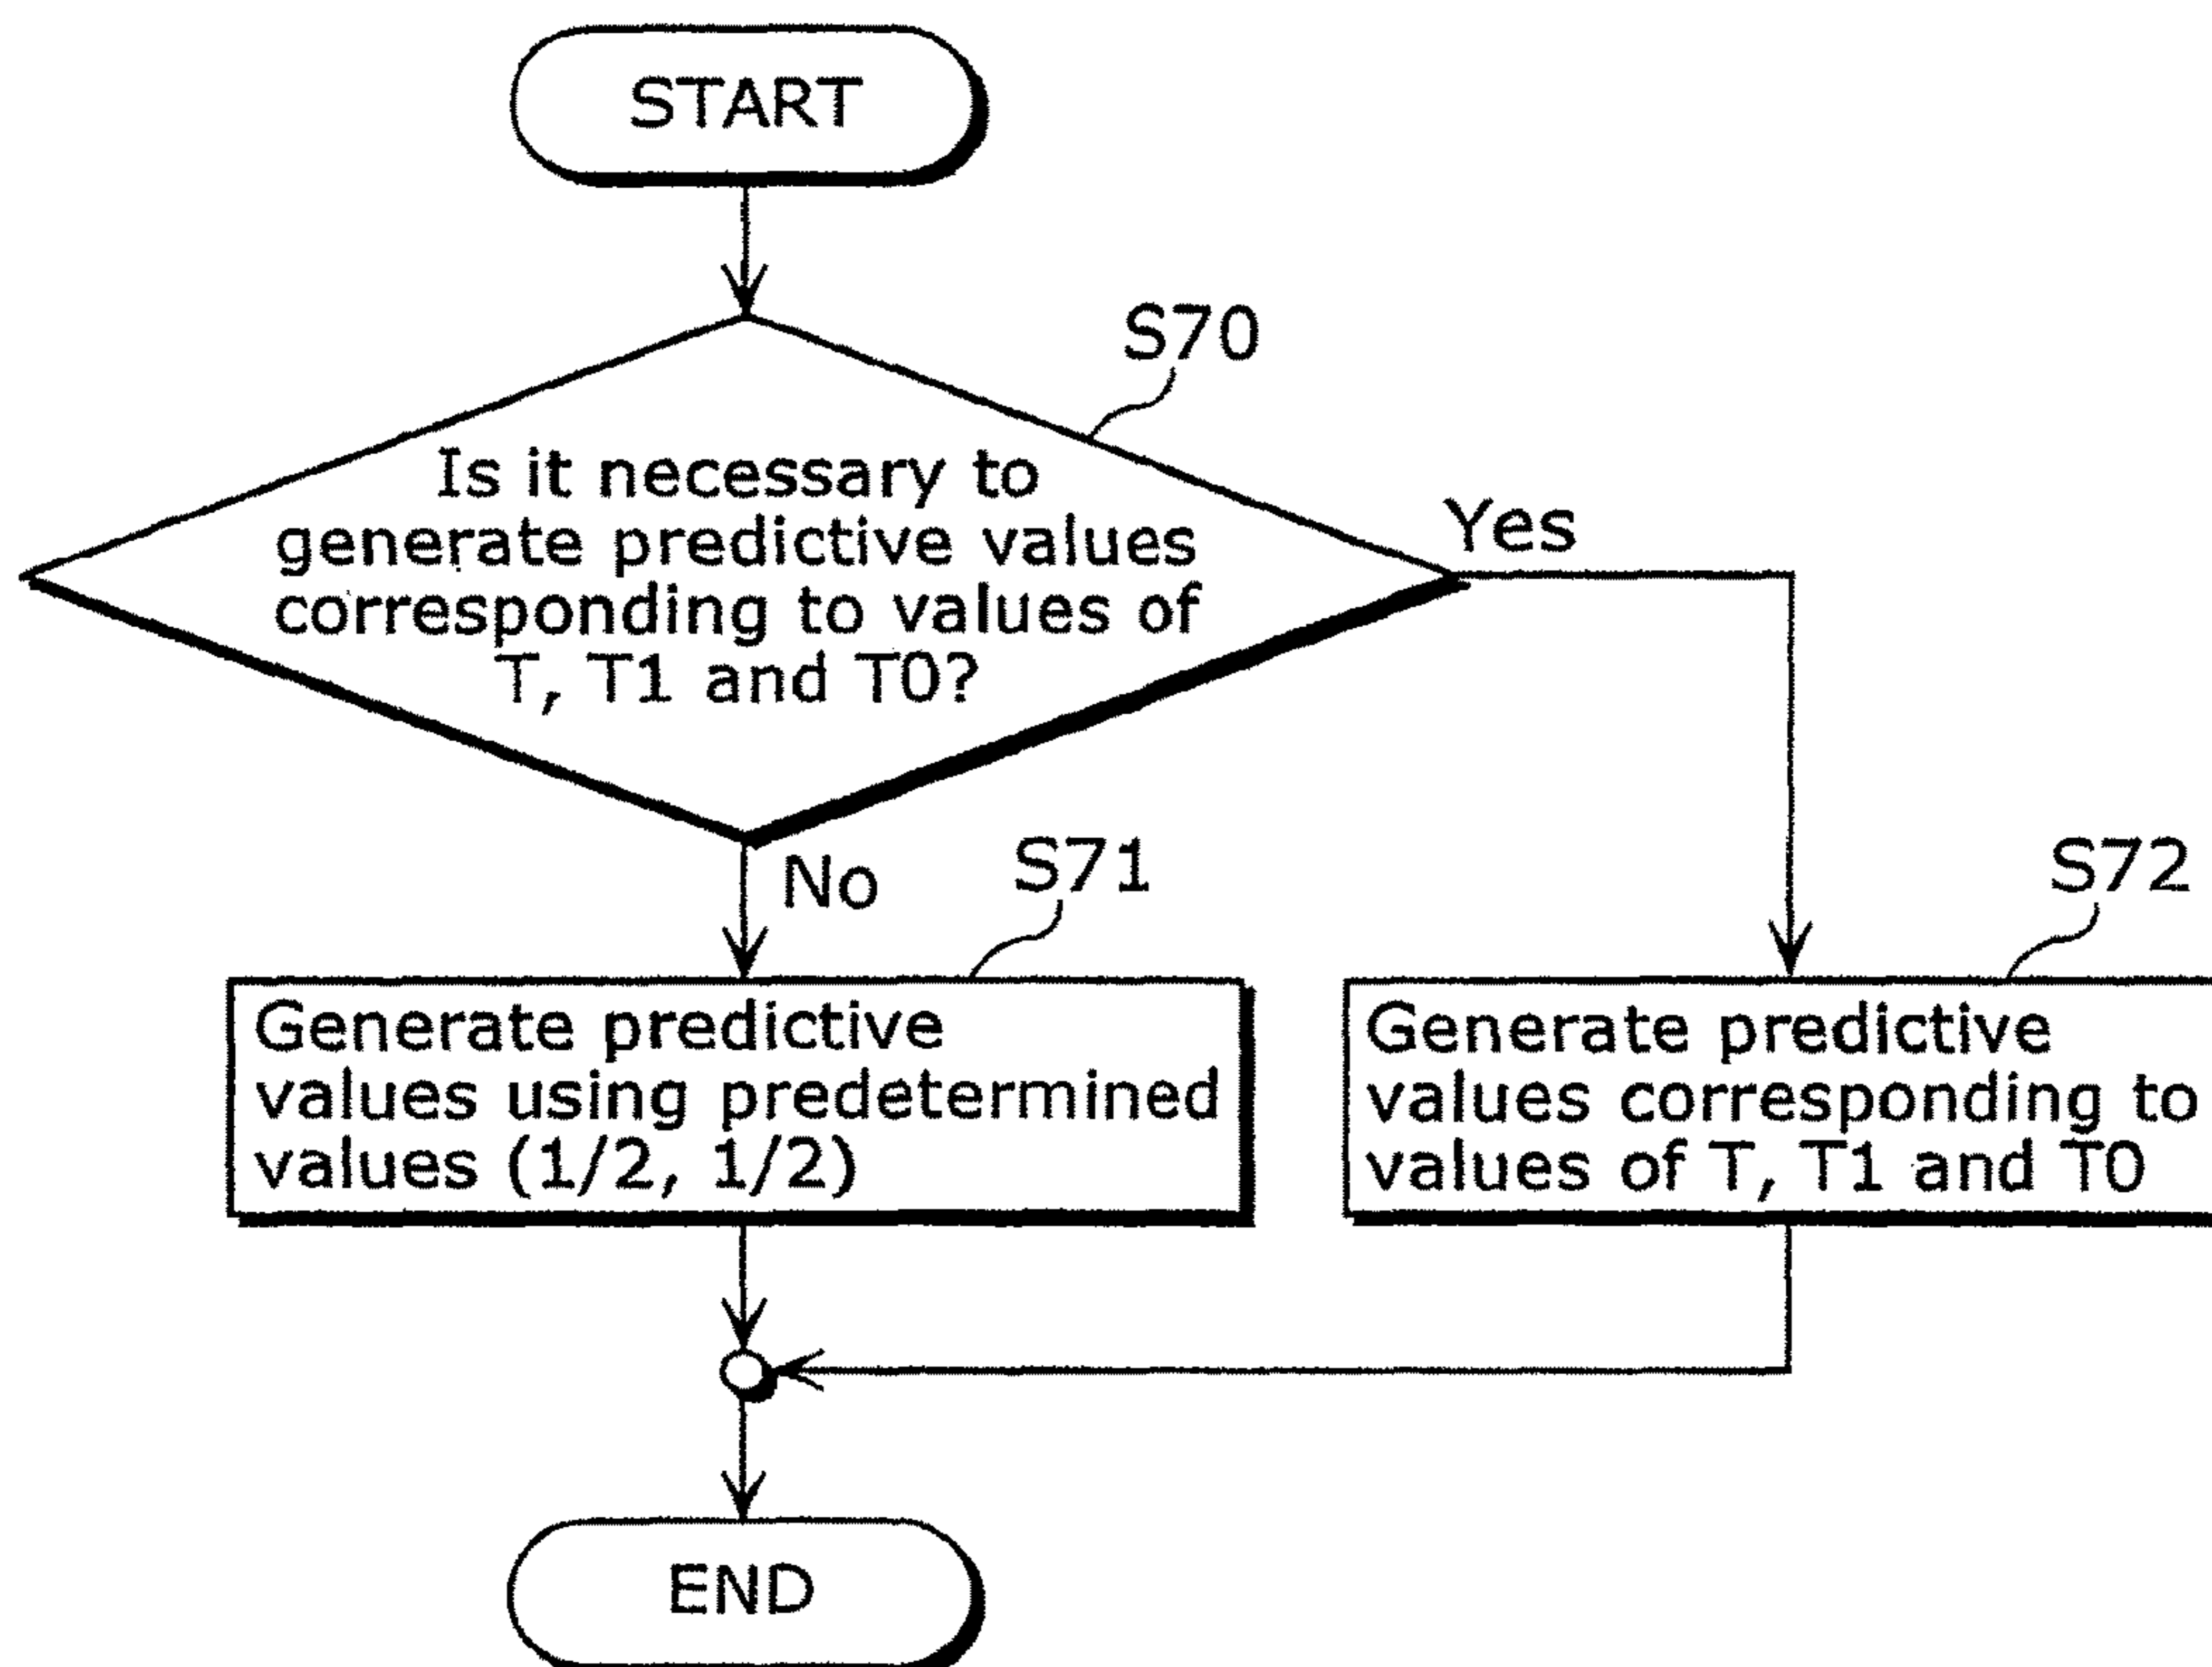 START
S70
Is it necessary to
generate predictive values
corresponding to values of
T, T1 and T0?
Yes
No
S71
S72
Generate predictive
values using predetermined
values (1/2, 1/2)
Generate predictive
values corresponding to
values of T, T1 and T0
END